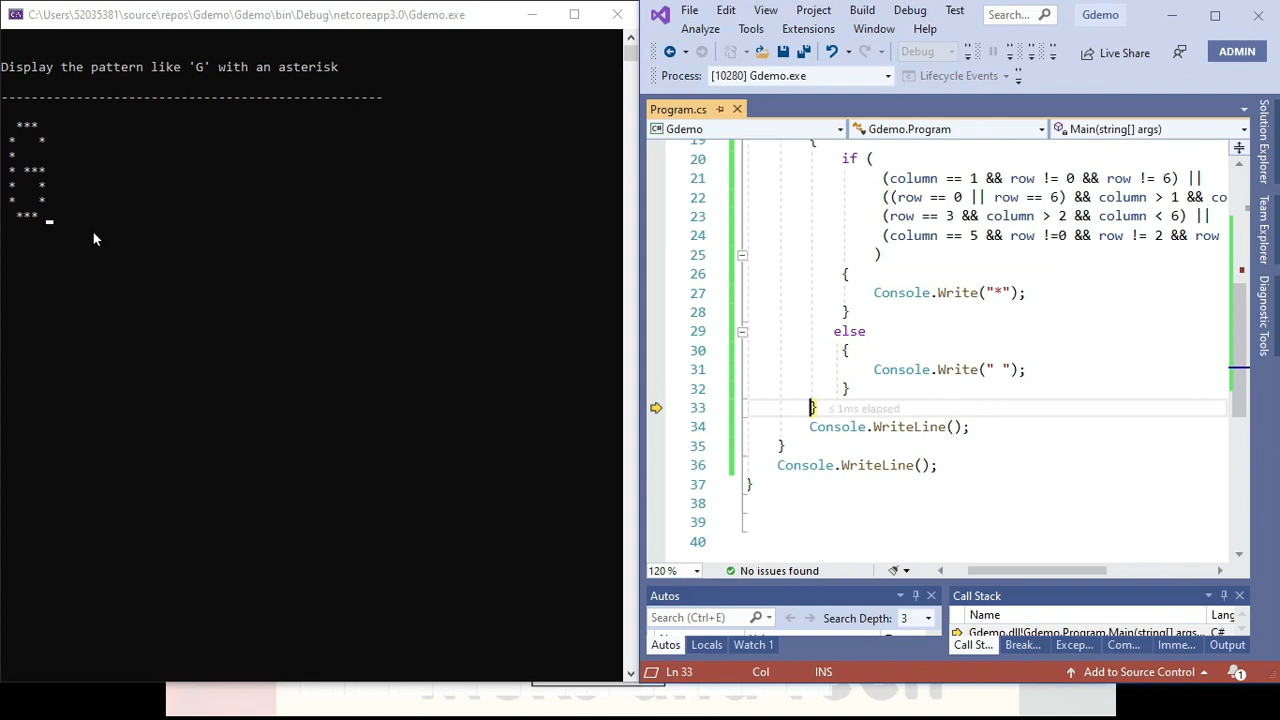 C:\Users\52035381\source\repos\Gdemo\Gdemo\bin\Debug\netcoreapp3.0\Gdemo.exe
Display the pattern like 'G' with an asterisk
---------------------------------------------------
  ***
*   *
*
* ***
*   *
*   *
  ***
File Edit View Project Build Debug Test Search... Gdemo
Analyze Tools Extensions Window Help
Debug Live Share ADMIN
Process: [10280] Gdemo.exe Lifecycle Events
Program.cs
Gdemo Gdemo.Program Main(string[] args)
19 {
20 if (
21 (column == 1 && row != 0 && row != 6) ||
22 ((row == 0 || row == 6) && column > 1 && co
23 (row == 3 && column > 2 && column < 6) ||
24 (column == 5 && row !=0 && row != 2 && row
25 )
26 {
27 Console.Write("*");
28 }
29 else
30 {
31 Console.Write(" ");
32 }
33 } ≤ 1ms elapsed
34 Console.WriteLine();
35 }
36 Console.WriteLine();
37 }
38
39
40
120 % No issues found
Autos
Search (Ctrl+E) Search Depth: 3
Autos Locals Watch 1
Call Stack
Name Lang
Gdemo.dll!Gdemo.Program.Main(string[] args... C#
Call St... Break... Excep... Com... Imme... Output
Ln 33 Col INS Add to Source Control 1
Solution Explorer
Team Explorer
Diagnostic Tools